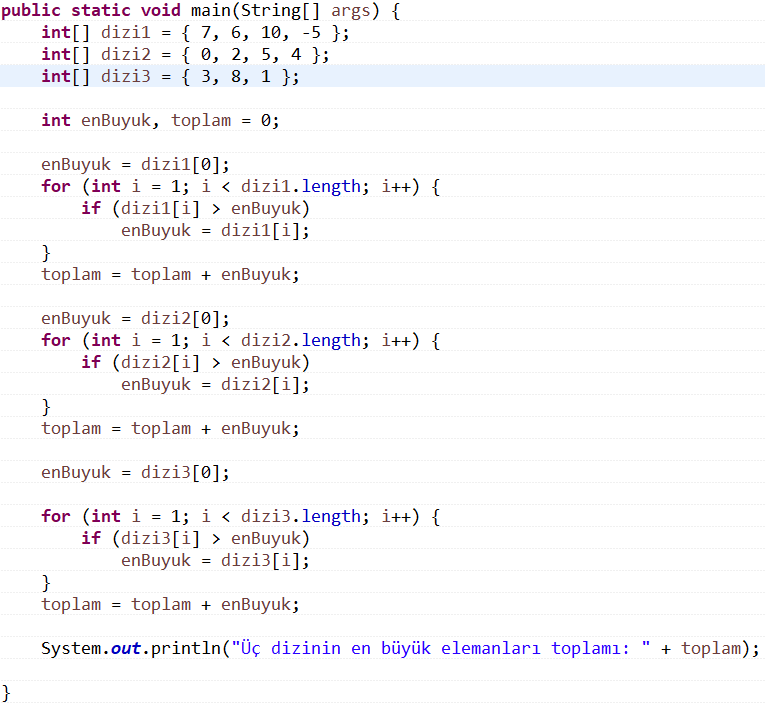 public static void main(String[] args) {
    int[] dizi1 = { 7, 6, 10, -5 };
    int[] dizi2 = { 0, 2, 5, 4 };
    int[] dizi3 = { 3, 8, 1 };

    int enBuyuk, toplam = 0;

    enBuyuk = dizi1[0];
    for (int i = 1; i < dizi1.length; i++) {
        if (dizi1[i] > enBuyuk)
            enBuyuk = dizi1[i];
    }
    toplam = toplam + enBuyuk;

    enBuyuk = dizi2[0];
    for (int i = 1; i < dizi2.length; i++) {
        if (dizi2[i] > enBuyuk)
            enBuyuk = dizi2[i];
    }
    toplam = toplam + enBuyuk;

    enBuyuk = dizi3[0];

    for (int i = 1; i < dizi3.length; i++) {
        if (dizi3[i] > enBuyuk)
            enBuyuk = dizi3[i];
    }
    toplam = toplam + enBuyuk;

    System.out.println("Üç dizinin en büyük elemanları toplamı: " + toplam);

}